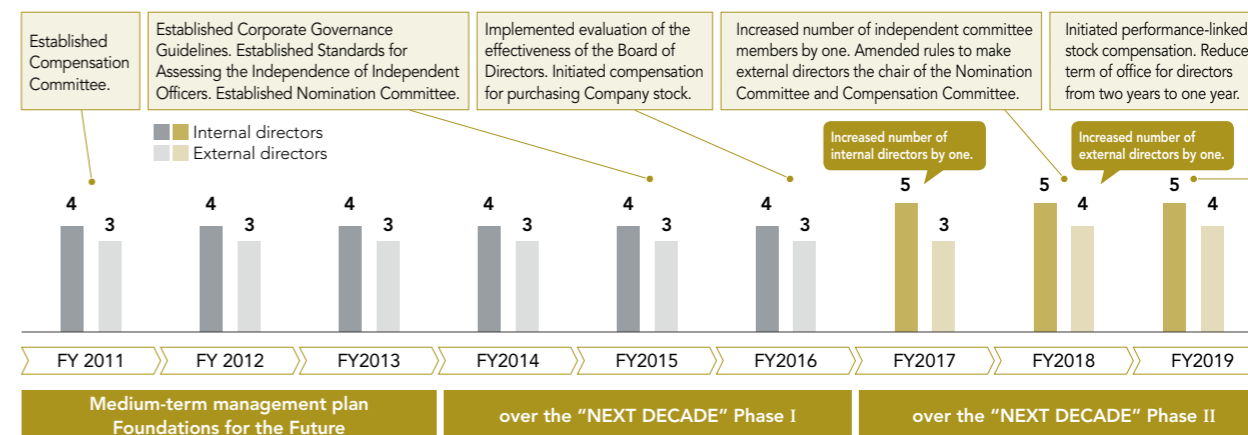 Established
Compensation
Committee.
Established Corporate Governance
Guidelines. Established Standards for
Assessing the Independence of Independent
Officers. Established Nomination Committee.
Implemented evaluation of the
effectiveness of the Board of
Directors. Initiated compensation
for purchasing Company stock.
Increased number of independent committee
members by one. Amended rules to make
external directors the chair of the Nomination
Committee and Compensation Committee.
Initiated performance-linked
stock compensation. Reduce
term of office for directors
from two years to one year.
Internal directors
External directors
Increased number of
internal directors by one.
Increased number of
external directors by one.
4 3
4 3
4 3
4 3
4 3
4 3
5 3
5 4
5 4
FY 2011
FY 2012
FY2013
FY2014
FY2015
FY2016
FY2017
FY2018
FY2019
Medium-term management plan
Foundations for the Future
over the “NEXT DECADE” Phase I
over the “NEXT DECADE” Phase II